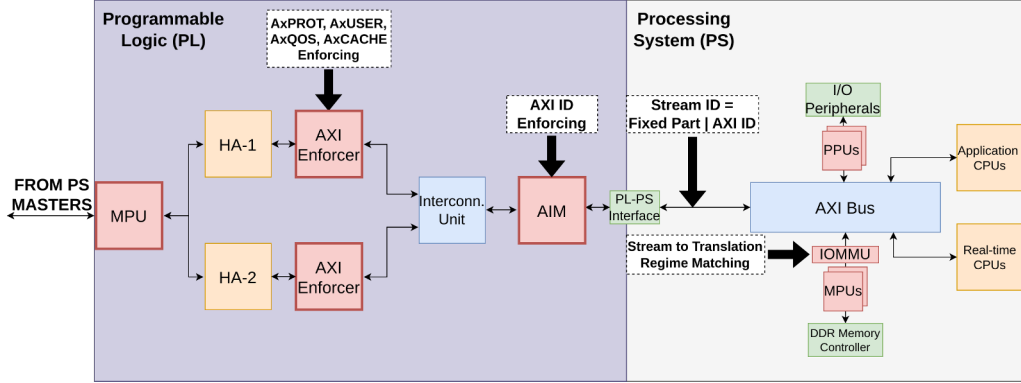 Programmable
Logic (PL)
AxPROT, AxUSER,
AxQOS, AxCACHE
Enforcing
Processing
System (PS)
AXI ID
Enforcing
Stream ID =
Fixed Part | AXI ID
I/O
Peripherals
HA-1
AXI
Enforcer
PPUs
Application
CPUs
FROM PS
MASTERS
MPU
Interconn.
Unit
AIM
PL-PS
Interface
AXI Bus
HA-2
AXI
Enforcer
Stream to Translation
Regime Matching
IOMMU
MPUs
Real-time
CPUs
DDR Memory
Controller